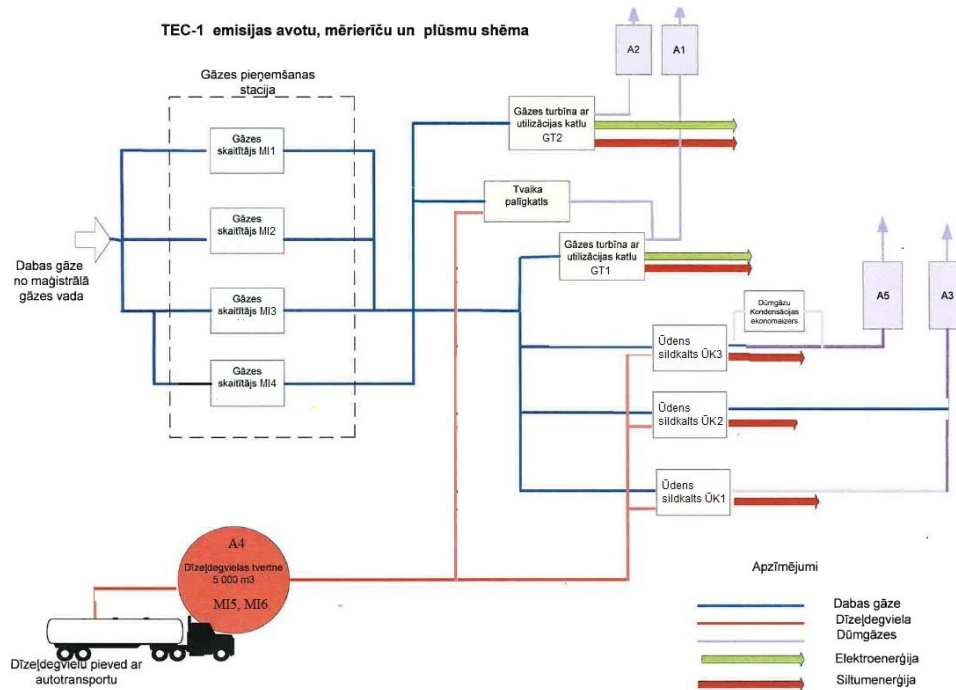 TEC-1 emisijas avotu, mērierīču un plūsmu shēma
A2
A1
Gāzes pieņemšanas
stacija
Gāzes
skaitītājs MI1
Gāzes
skaitītājs MI2
Gāzes
skaitītājs MI3
Gāzes
skaitītājs MI4
Dabas gāze
no maģistrālā
gāzes vada
Gāzes turbīna ar
utilizācijas katlu
GT2
Tvaika
palīgkatls
Gāzes turbīna ar
utilizācijas katlu
GT1
Dūmgāzu
Kondensācijas
ekonomaizers
A5
A3
Ūdens
sildkalts ŪK3
Ūdens
sildkalts ŪK2
Ūdens
sildkalts ŪK1
A4
Dīzeļdegvielas tvertne
5 000 m3
MI5, MI6
Dīzeļdegvielu pieved ar
autotransportu
Apzīmējumi
Dabas gāze
Dīzeļdegviela
Dūmgāzes
Elektroenerģija
Siltumenerģija